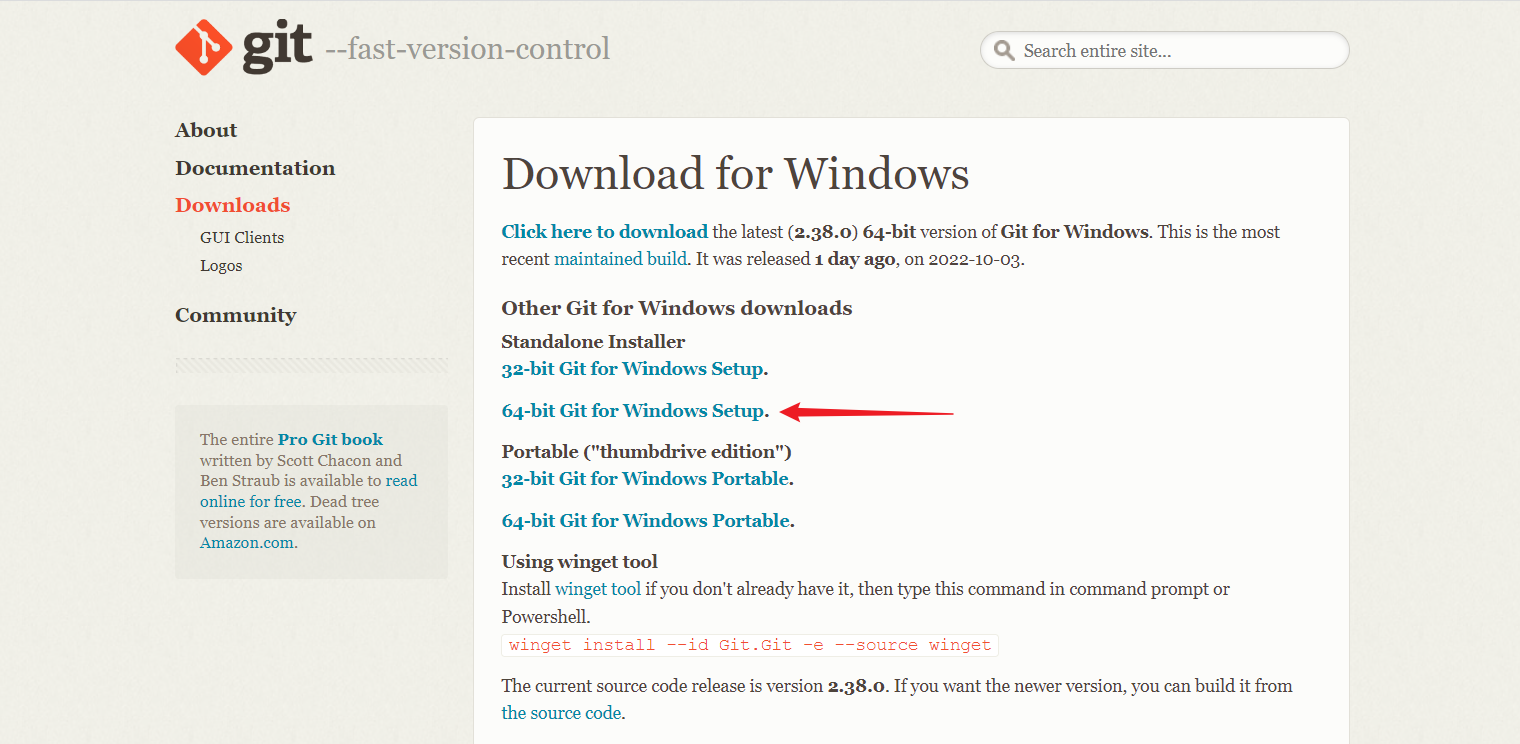 git --fast-version-control
Search entire site...
About
Documentation
Downloads
GUI Clients
Logos
Community
The entire Pro Git book
written by Scott Chacon and
Ben Straub is available to read
online for free. Dead tree
versions are available on
Amazon.com.
Download for Windows
Click here to download the latest (2.38.0) 64-bit version of Git for Windows. This is the most
recent maintained build. It was released 1 day ago, on 2022-10-03.
Other Git for Windows downloads
Standalone Installer
32-bit Git for Windows Setup.
64-bit Git for Windows Setup.
Portable ("thumbdrive edition")
32-bit Git for Windows Portable.
64-bit Git for Windows Portable.
Using winget tool
Install winget tool if you don't already have it, then type this command in command prompt or
Powershell.
winget install --id Git.Git -e --source winget
The current source code release is version 2.38.0. If you want the newer version, you can build it from
the source code.